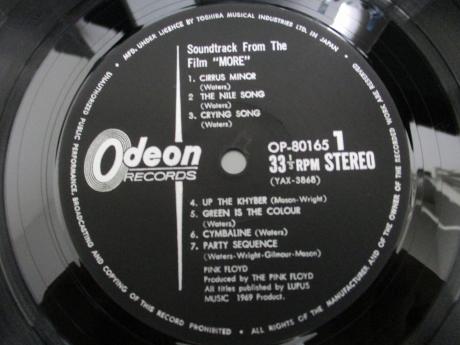 MFD. UNDER LICENCE BY TOSHIBA MUSICAL INDUSTRIES LTD. IN JAPAN • ALL RIGHTS OF THE MANUFACTURER AND OF THE OWNER OF THE RECORDED WORK ARE RESERVED
UNAUTHORIZED PUBLIC PERFORMANCE, BROADCASTING AND COPYING OF THIS RECORD PROHIBITED •
Soundtrack From The
Film "MORE"
1. CIRRUS MINOR
(Waters)
2 THE NILE SONG
(Waters)
3. CRYING SONG
(Waters)
Odeon
RECORDS
OP-80165 1
33⅓ RPM STEREO
(YAX-3868)
4. UP THE KHYBER (Mason-Wright)
5. GREEN IS THE COLOUR
(Waters)
6. CYMBALINE (Waters)
7. PARTY SEQUENCE
(Waters-Wright-Gilmour-Mason)
PINK FLOYD
Produced by THE PINK FLOYD
All titles published by LUPUS
MUSIC 1969 Product.